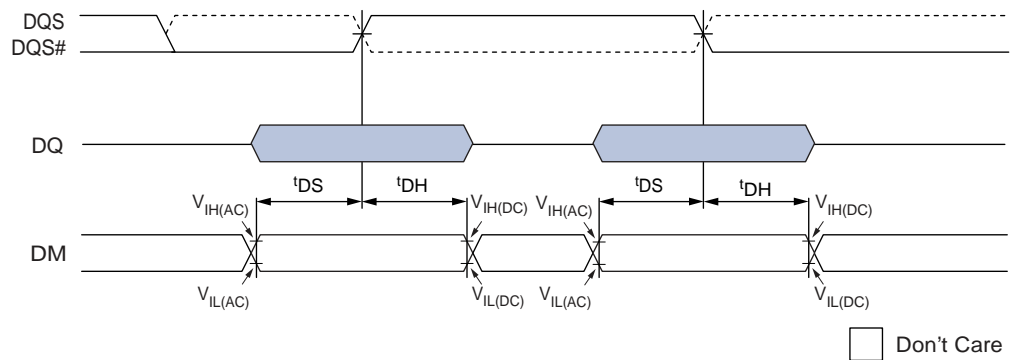 DQS
DQS#
DQ
tDS tDH tDS tDH
VIH(AC) VIH(DC) VIH(AC) VIH(DC)
DM
VIL(AC) VIL(DC) VIL(AC) VIL(DC)
Don't Care